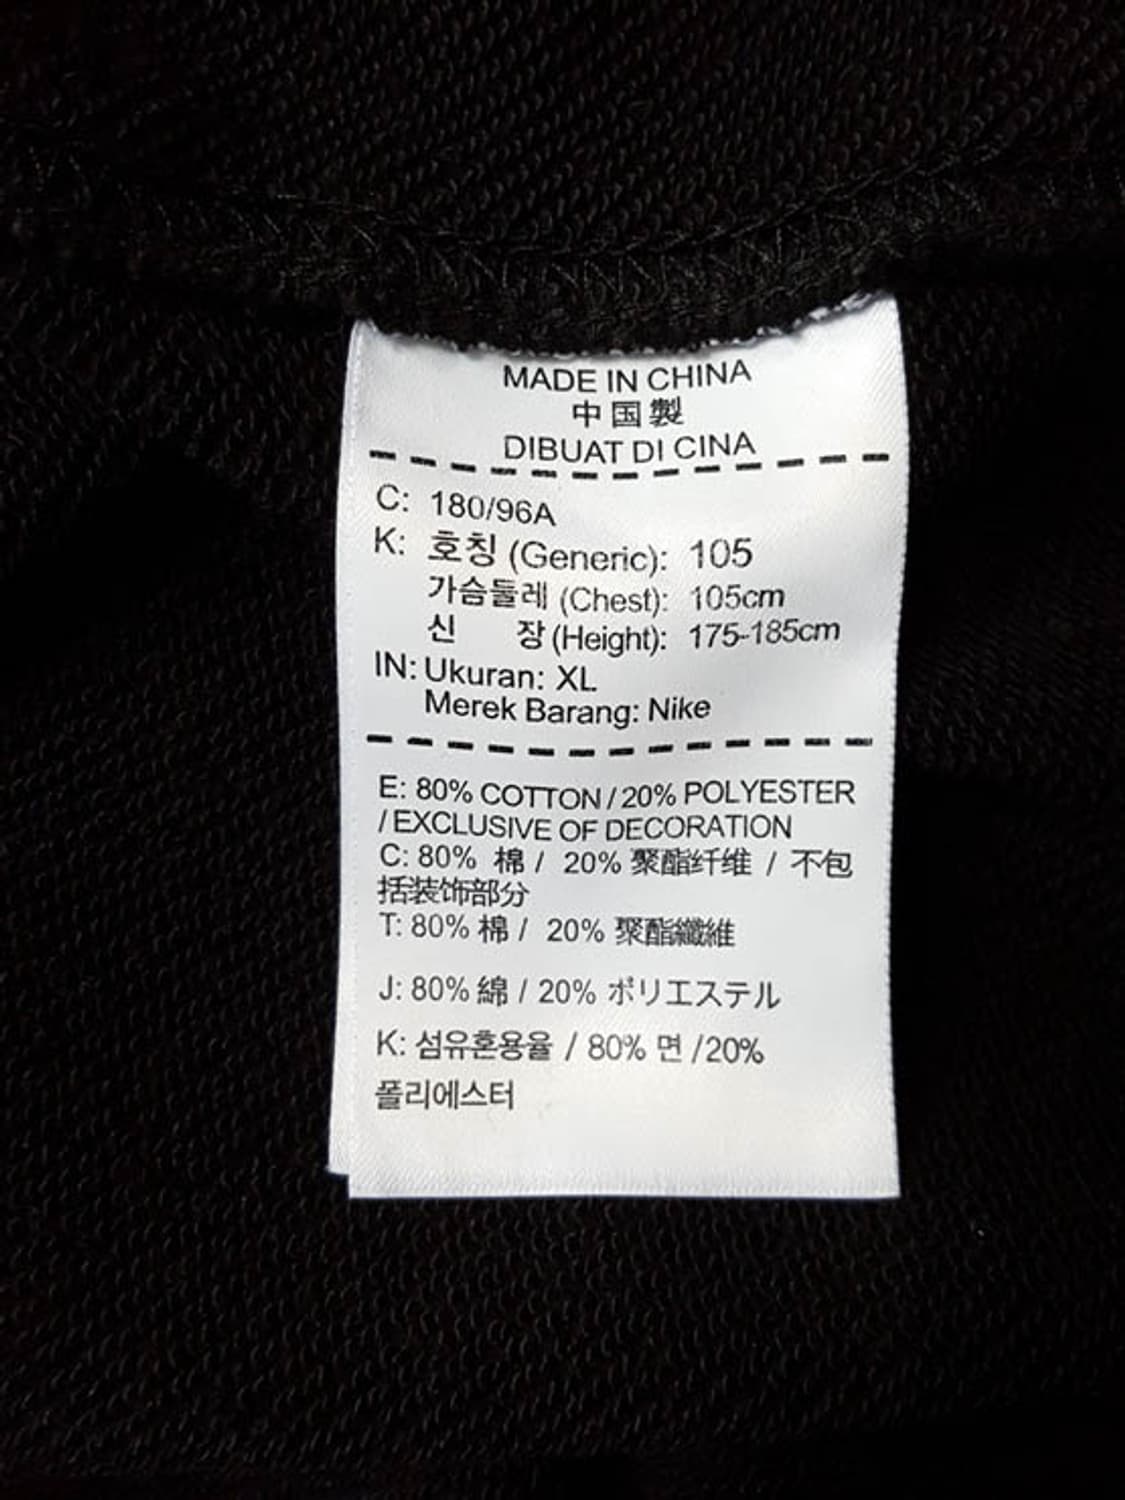 MADE IN CHINA
中国製
DIBUAT DI CINA
C: 180/96A
K: 호칭 (Generic): 105
가슴둘레 (Chest): 105cm
신 장 (Height): 175-185cm
IN: Ukuran: XL
Merek Barang: Nike
E: 80% COTTON / 20% POLYESTER
/ EXCLUSIVE OF DECORATION
C: 80% 棉 / 20% 聚酯纤维 / 不包
括装饰部分
T: 80% 棉 / 20% 聚酯纖維
J: 80% 綿 / 20% ポリエステル
K: 섬유혼용율 / 80% 면 /20%
폴리에스터